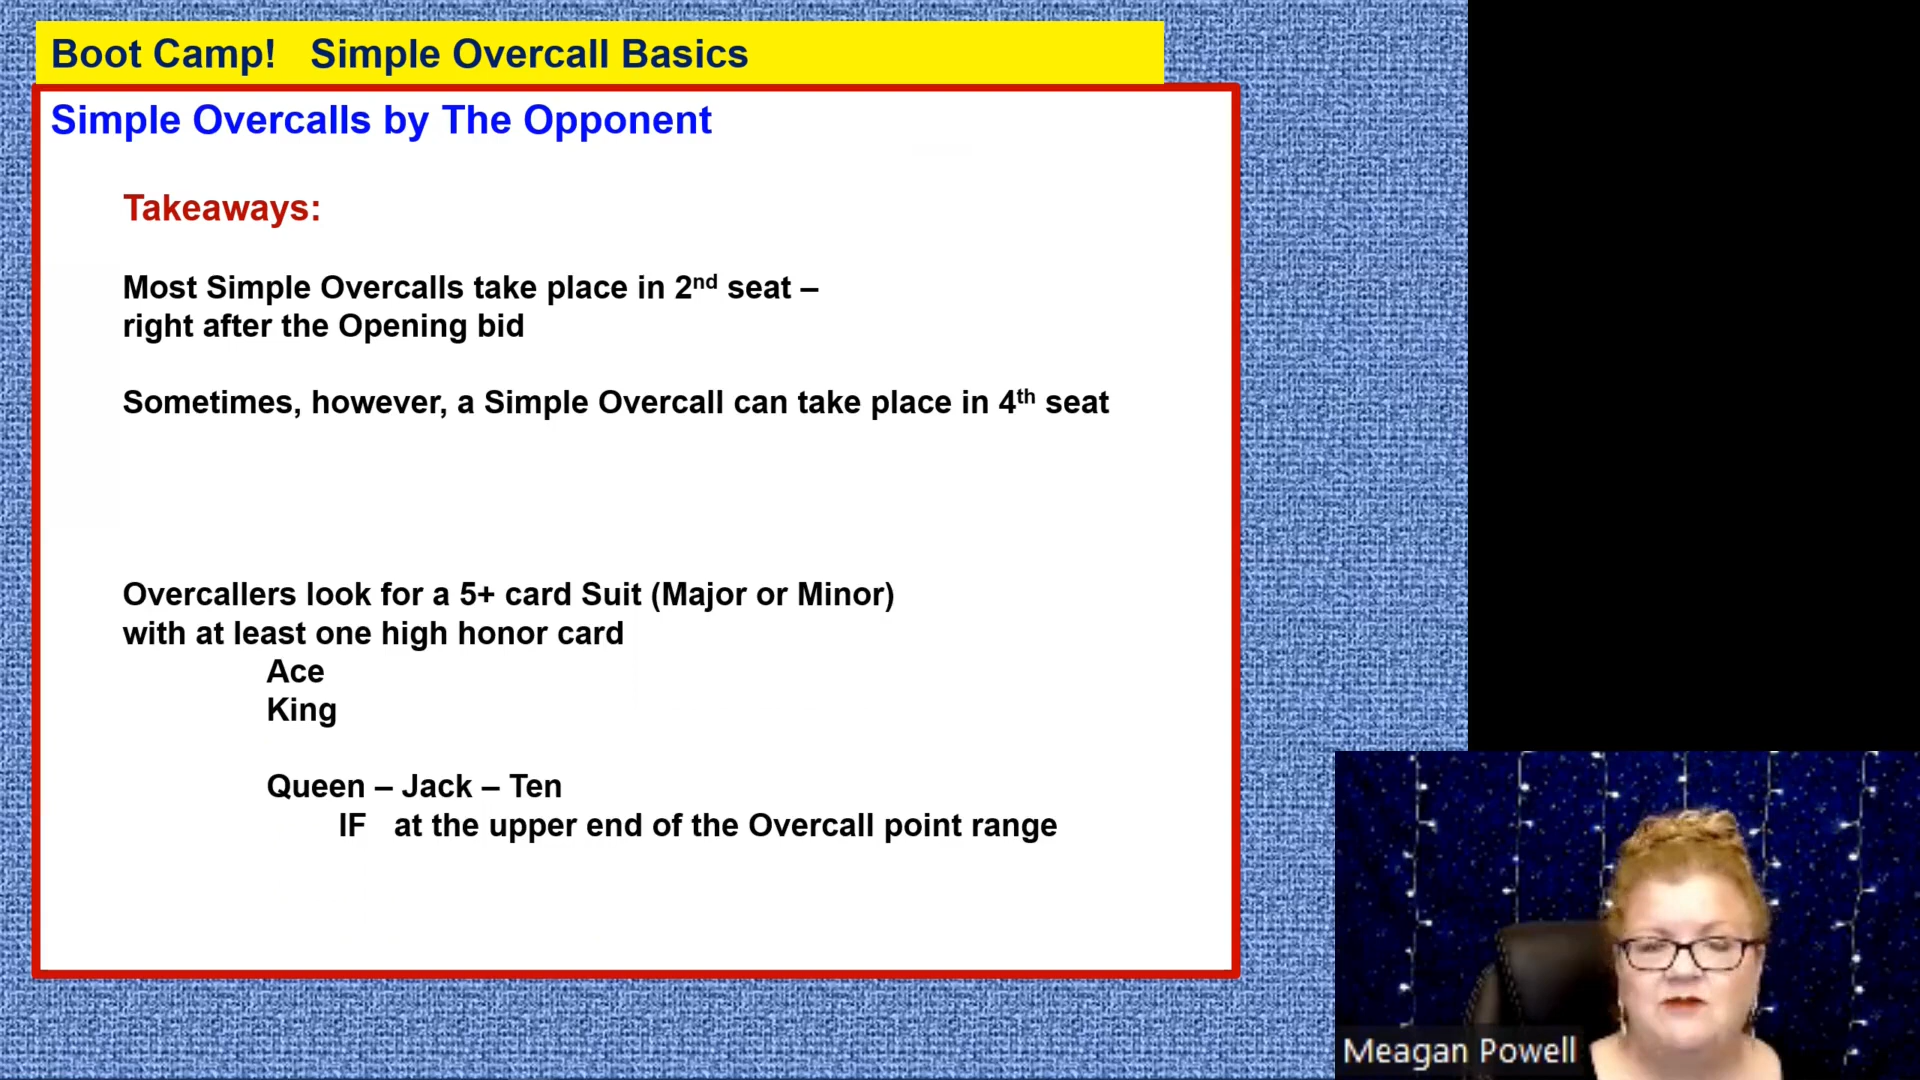 Boot Camp! Simple Overcall Basics
Simple Overcalls by The Opponent
Takeaways:
Most Simple Overcalls take place in 2nd seat –
right after the Opening bid
Sometimes, however, a Simple Overcall can take place in 4th seat
Overcallers look for a 5+ card Suit (Major or Minor)
with at least one high honor card
Ace
King
Queen – Jack – Ten
IF at the upper end of the Overcall point range
Meagan Powell